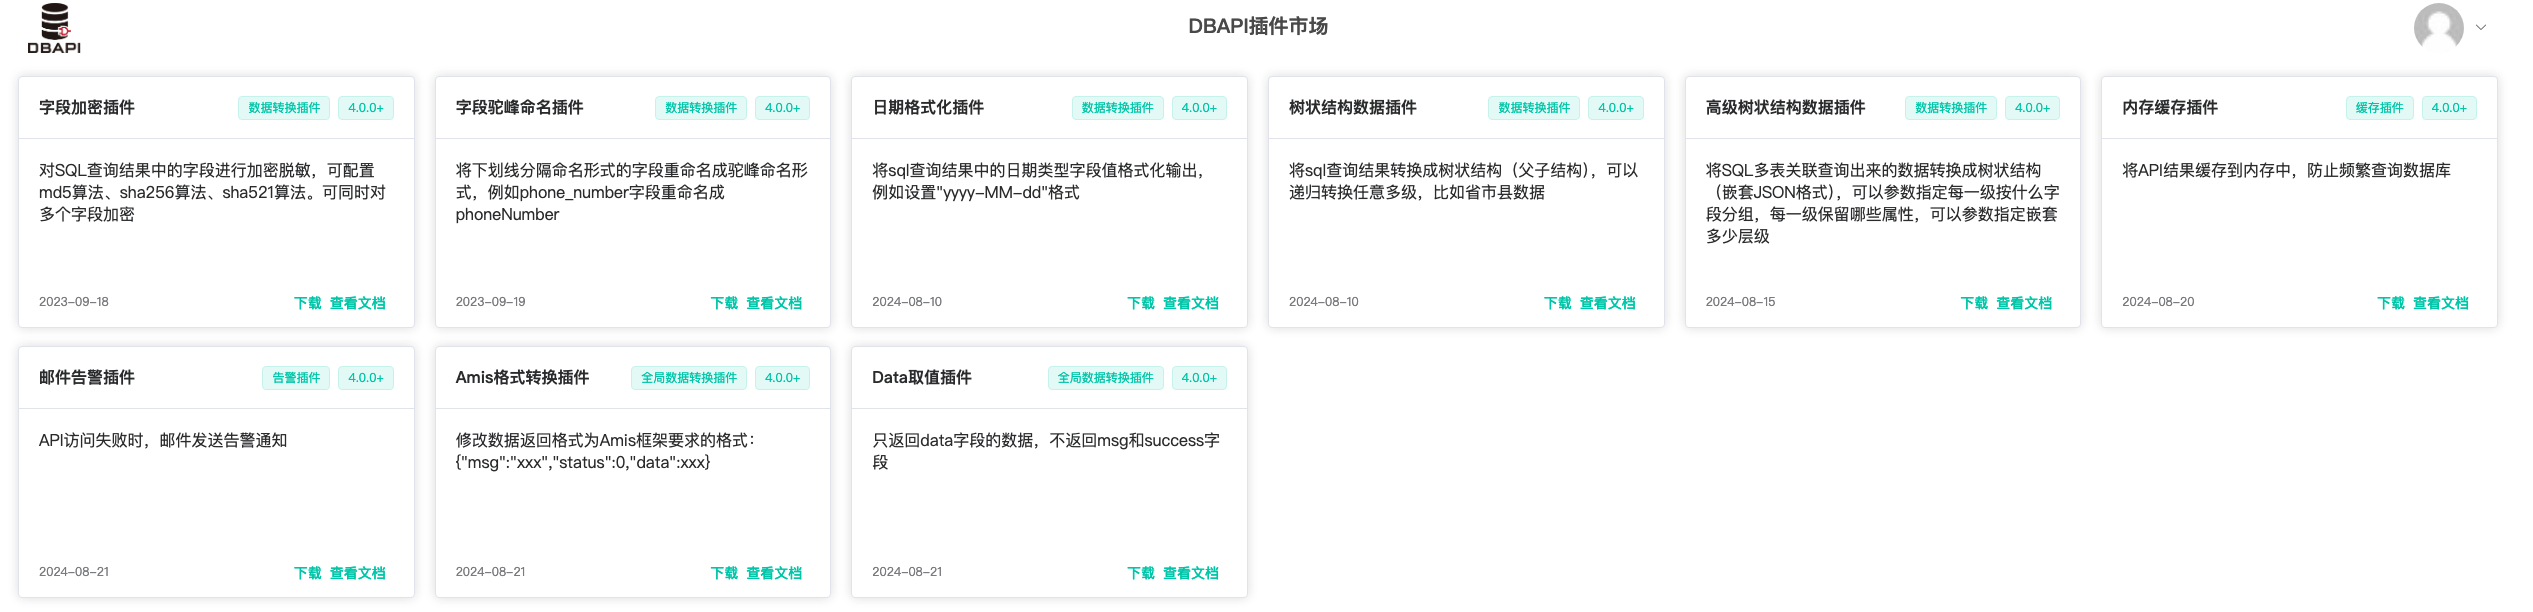 DBAPI
DBAPI插件市场
字段加密插件 数据转换插件 4.0.0+
对SQL查询结果中的字段进行加密脱敏，可配置
md5算法、sha256算法、sha521算法。可同时对
多个字段加密
2023-09-18 下载 查看文档
字段驼峰命名插件 数据转换插件 4.0.0+
将下划线分隔命名形式的字段重命名成驼峰命名形
式，例如phone_number字段重命名成
phoneNumber
2023-09-19 下载 查看文档
日期格式化插件 数据转换插件 4.0.0+
将sql查询结果中的日期类型字段值格式化输出，
例如设置"yyyy-MM-dd"格式
2024-08-10 下载 查看文档
树状结构数据插件 数据转换插件 4.0.0+
将sql查询结果转换成树状结构（父子结构），可以
递归转换任意多级，比如省市县数据
2024-08-10 下载 查看文档
高级树状结构数据插件 数据转换插件 4.0.0+
将SQL多表关联查询出来的数据转换成树状结构
（嵌套JSON格式），可以参数指定每一级按什么字
段分组，每一级保留哪些属性，可以参数指定嵌套
多少层级
2024-08-15 下载 查看文档
内存缓存插件 缓存插件 4.0.0+
将API结果缓存到内存中，防止频繁查询数据库
2024-08-20 下载 查看文档
邮件告警插件 告警插件 4.0.0+
API访问失败时，邮件发送告警通知
2024-08-21 下载 查看文档
Amis格式转换插件 全局数据转换插件 4.0.0+
修改数据返回格式为Amis框架要求的格式：
{"msg":"xxx","status":0,"data":xxx}
2024-08-21 下载 查看文档
Data取值插件 全局数据转换插件 4.0.0+
只返回data字段的数据，不返回msg和success字
段
2024-08-21 下载 查看文档